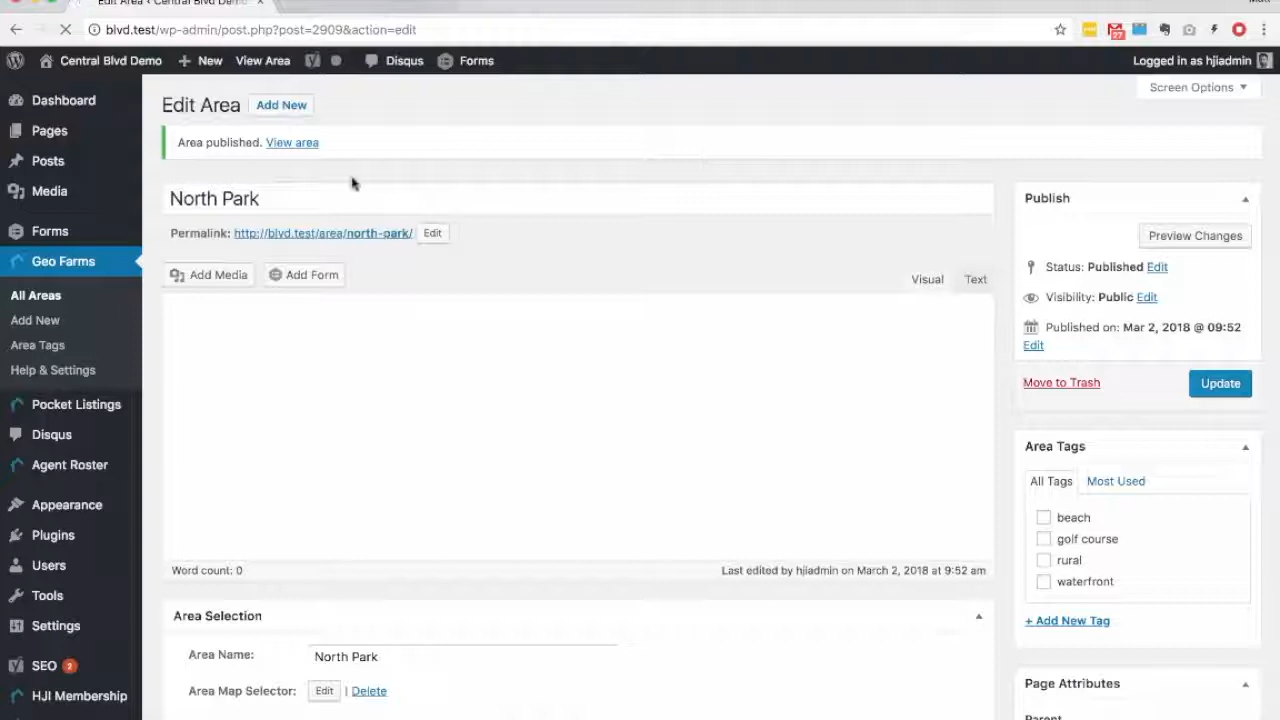 Edit Area ‹ Central Blvd Demo
blvd.test/wp-admin/post.php?post=2909&action=edit
27
Central Blvd Demo
New
View Area
Disqus
Forms
Logged in as hjiadmin
Screen Options
Dashboard
Pages
Posts
Media
Forms
Geo Farms
All Areas
Add New
Area Tags
Help & Settings
Pocket Listings
Disqus
Agent Roster
Appearance
Plugins
Users
Tools
Settings
SEO 2
HJI Membership
Edit Area Add New
Area published. View area
North Park
Permalink: http://blvd.test/area/north-park/ Edit
Add Media Add Form
Visual Text
Word count: 0
Last edited by hjiadmin on March 2, 2018 at 9:52 am
Area Selection
Area Name: North Park
Area Map Selector: Edit | Delete
Publish
Preview Changes
Status: Published Edit
Visibility: Public Edit
Published on: Mar 2, 2018 @ 09:52
Edit
Move to Trash Update
Area Tags
All Tags Most Used
beach
golf course
rural
waterfront
+ Add New Tag
Page Attributes
Parent